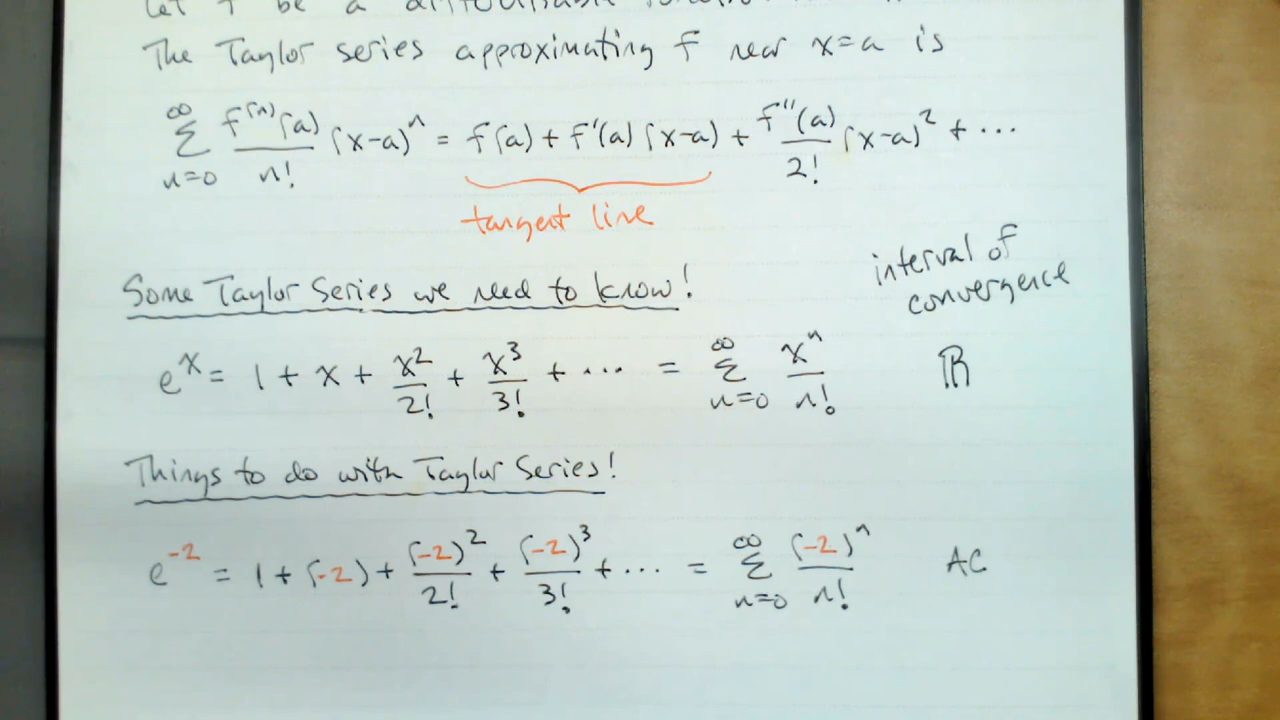 Let f be a
The Taylor series approximating f near x=a is
∞∑n=0 f⁽ⁿ⁾(a)/n! (x-a)ⁿ = f(a) + f'(a)(x-a) + f''(a)/2! (x-a)² + ...
tangent line
Some Taylor Series we need to know!
interval of
convergence
eˣ = 1 + x + x²/2! + x³/3! + ... = ∞∑n=0 xⁿ/n! ℝ
Things to do with Taylor Series!
e⁻² = 1 + (-2) + (-2)²/2! + (-2)³/3! + ... = ∞∑n=0 (-2)ⁿ/n! AC